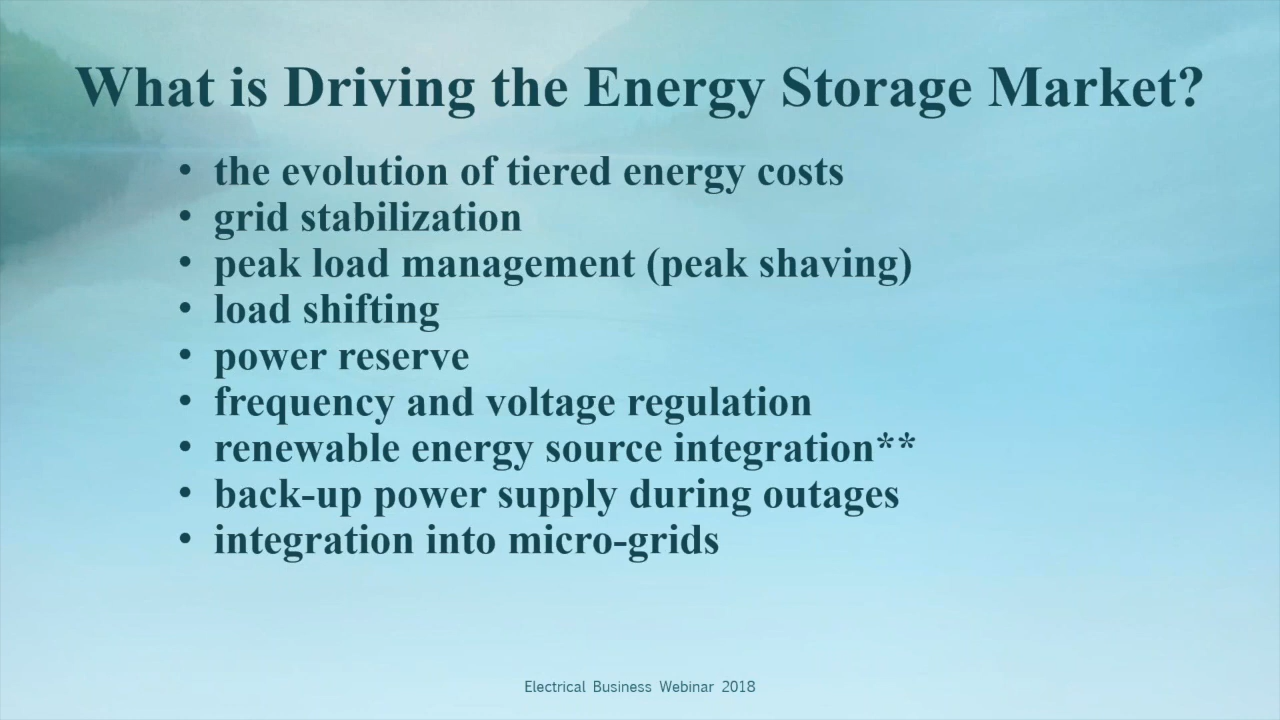 What is Driving the Energy Storage Market?
• the evolution of tiered energy costs
• grid stabilization
• peak load management (peak shaving)
• load shifting
• power reserve
• frequency and voltage regulation
• renewable energy source integration**
• back-up power supply during outages
• integration into micro-grids
Electrical Business Webinar 2018